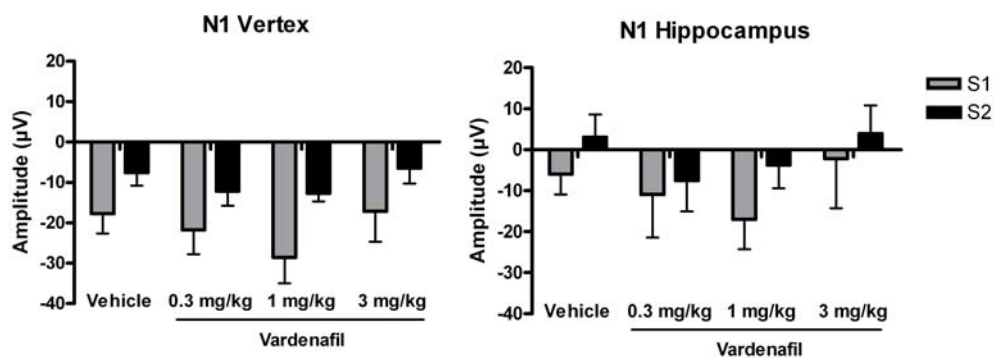 N1 Vertex
20
10
0
-10
-20
-30
-40
Amplitude (µV)
Vehicle 0.3 mg/kg 1 mg/kg 3 mg/kg
Vardenafil
N1 Hippocampus
20
10
0
-10
-20
-30
-40
Amplitude (µV)
Vehicle 0.3 mg/kg 1 mg/kg 3 mg/kg
Vardenafil
S1
S2